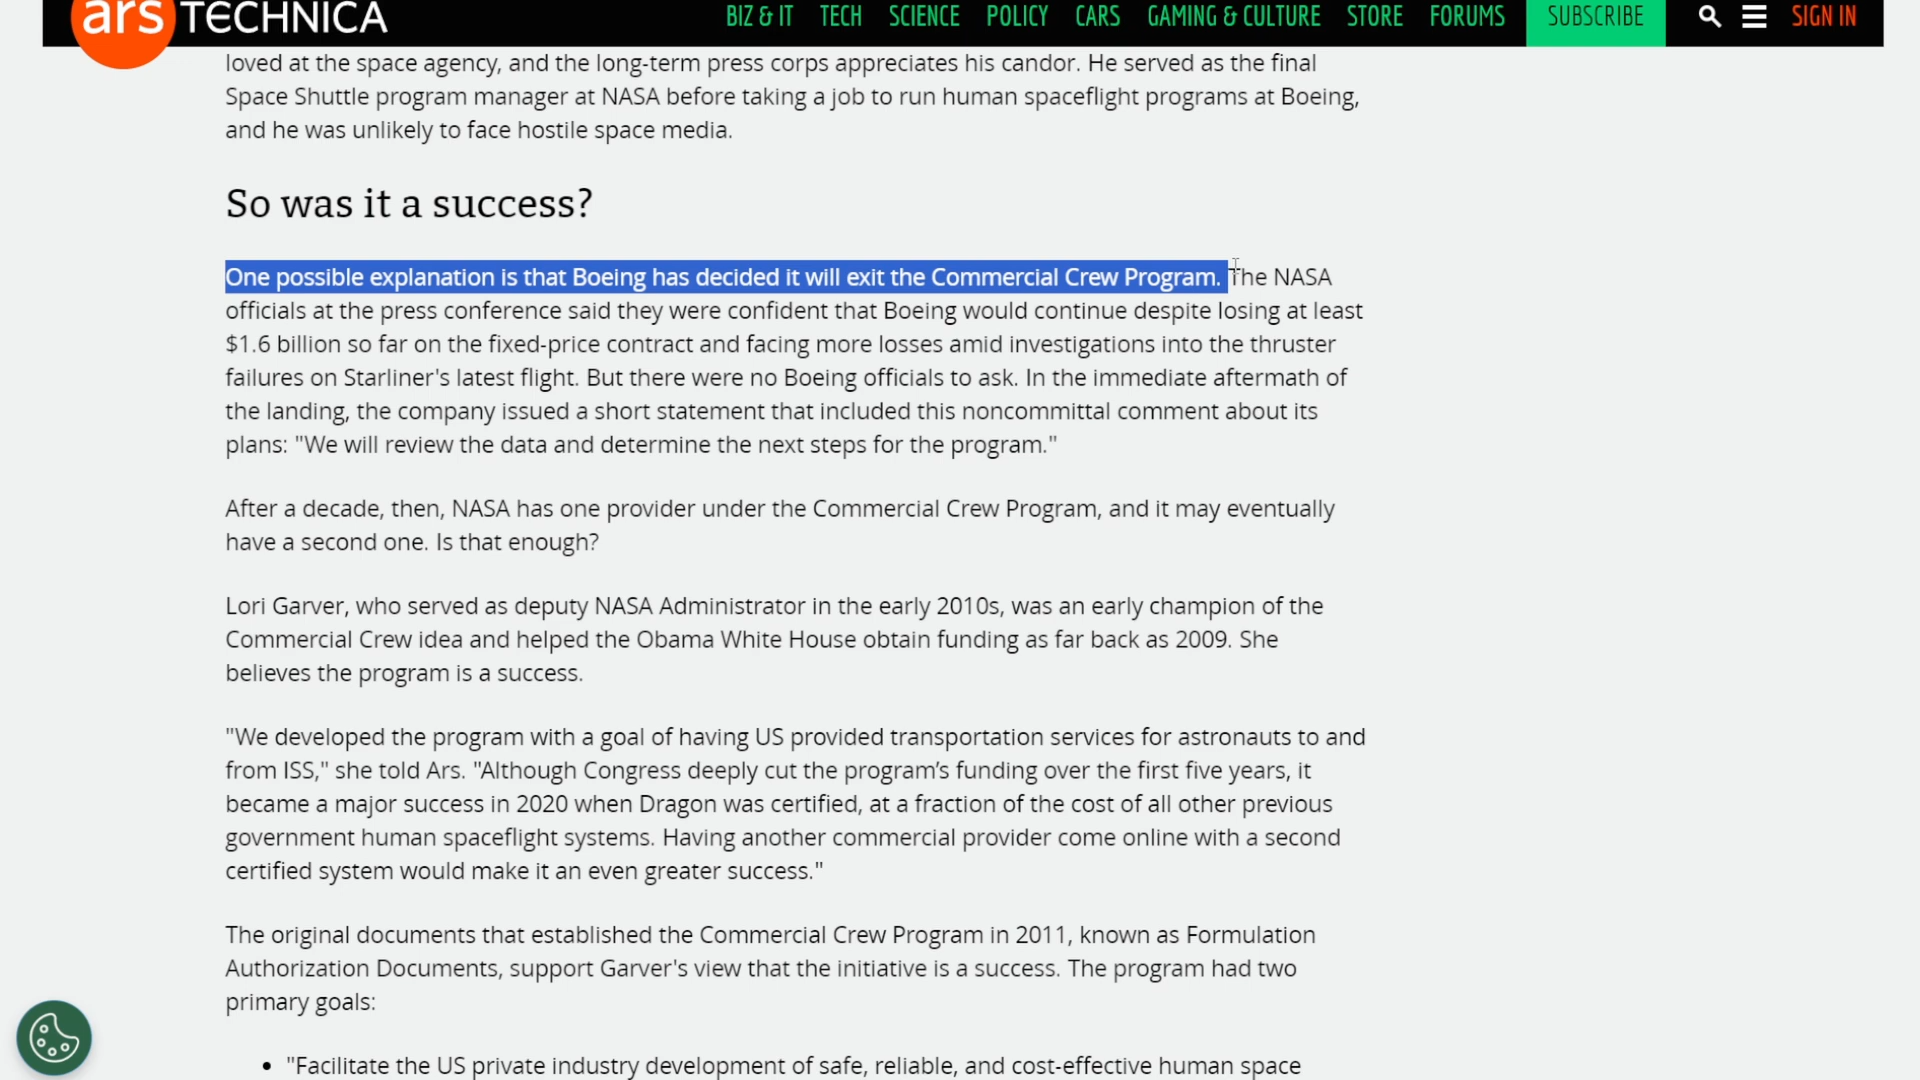 ars TECHNICA
BIZ & IT TECH SCIENCE POLICY CARS GAMING & CULTURE STORE FORUMS SUBSCRIBE SIGN IN
loved at the space agency, and the long-term press corps appreciates his candor. He served as the final
Space Shuttle program manager at NASA before taking a job to run human spaceflight programs at Boeing,
and he was unlikely to face hostile space media.
So was it a success?
One possible explanation is that Boeing has decided it will exit the Commercial Crew Program. The NASA
officials at the press conference said they were confident that Boeing would continue despite losing at least
$1.6 billion so far on the fixed-price contract and facing more losses amid investigations into the thruster
failures on Starliner's latest flight. But there were no Boeing officials to ask. In the immediate aftermath of
the landing, the company issued a short statement that included this noncommittal comment about its
plans: "We will review the data and determine the next steps for the program."
After a decade, then, NASA has one provider under the Commercial Crew Program, and it may eventually
have a second one. Is that enough?
Lori Garver, who served as deputy NASA Administrator in the early 2010s, was an early champion of the
Commercial Crew idea and helped the Obama White House obtain funding as far back as 2009. She
believes the program is a success.
"We developed the program with a goal of having US provided transportation services for astronauts to and
from ISS," she told Ars. "Although Congress deeply cut the program’s funding over the first five years, it
became a major success in 2020 when Dragon was certified, at a fraction of the cost of all other previous
government human spaceflight systems. Having another commercial provider come online with a second
certified system would make it an even greater success."
The original documents that established the Commercial Crew Program in 2011, known as Formulation
Authorization Documents, support Garver's view that the initiative is a success. The program had two
primary goals:
• "Facilitate the US private industry development of safe, reliable, and cost-effective human space